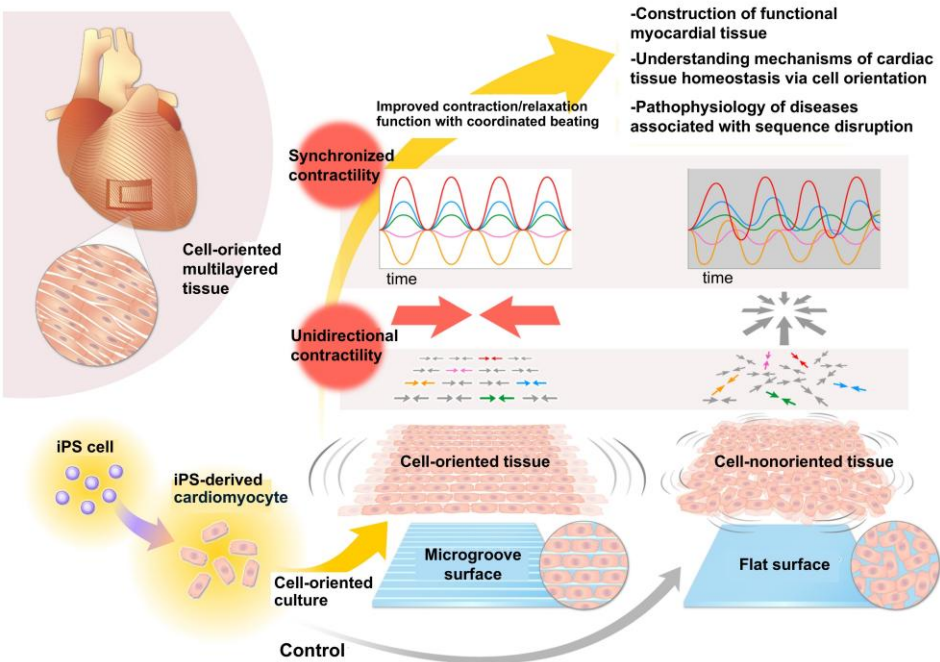 -Construction of functional
myocardial tissue
-Understanding mechanisms of cardiac
tissue homeostasis via cell orientation
-Pathophysiology of diseases
associated with sequence disruption
Improved contraction/relaxation
function with coordinated beating
Synchronized
contractility
time
time
Cell-oriented
multilayered
tissue
Unidirectional
contractility
iPS cell
iPS-derived
cardiomyocyte
Cell-oriented tissue
Cell-nonoriented tissue
Microgroove
surface
Flat surface
Cell-oriented
culture
Control